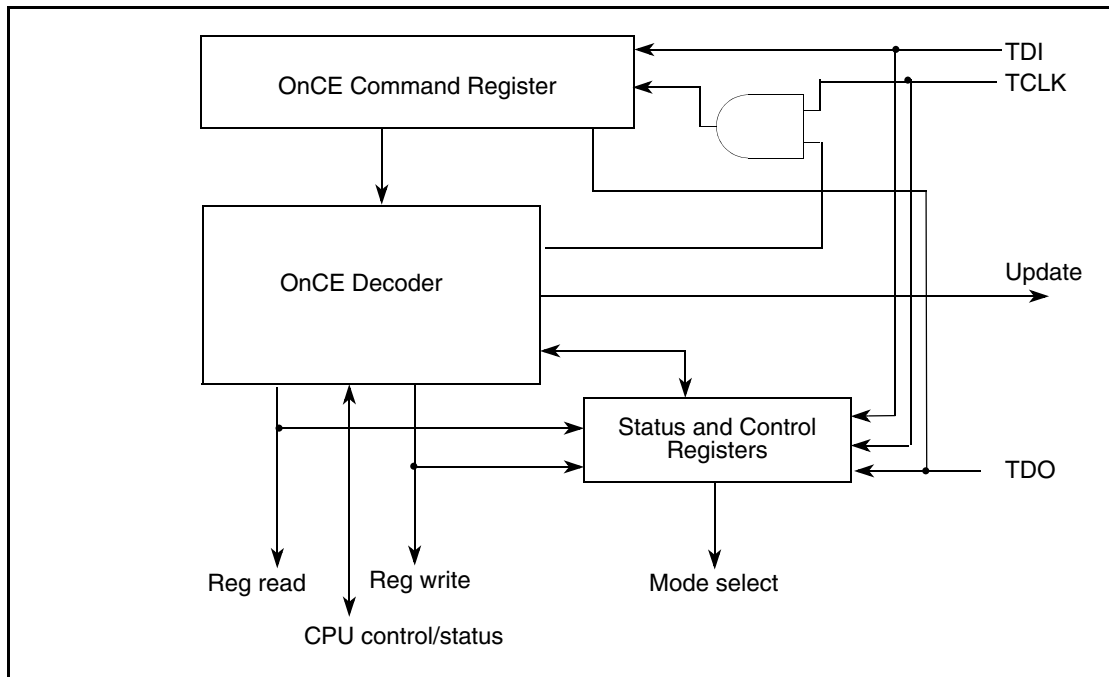 OnCE Command Register
TDI
TCLK
OnCE Decoder
Update
Status and Control
Registers
TDO
Reg read
Reg write
Mode select
CPU control/status